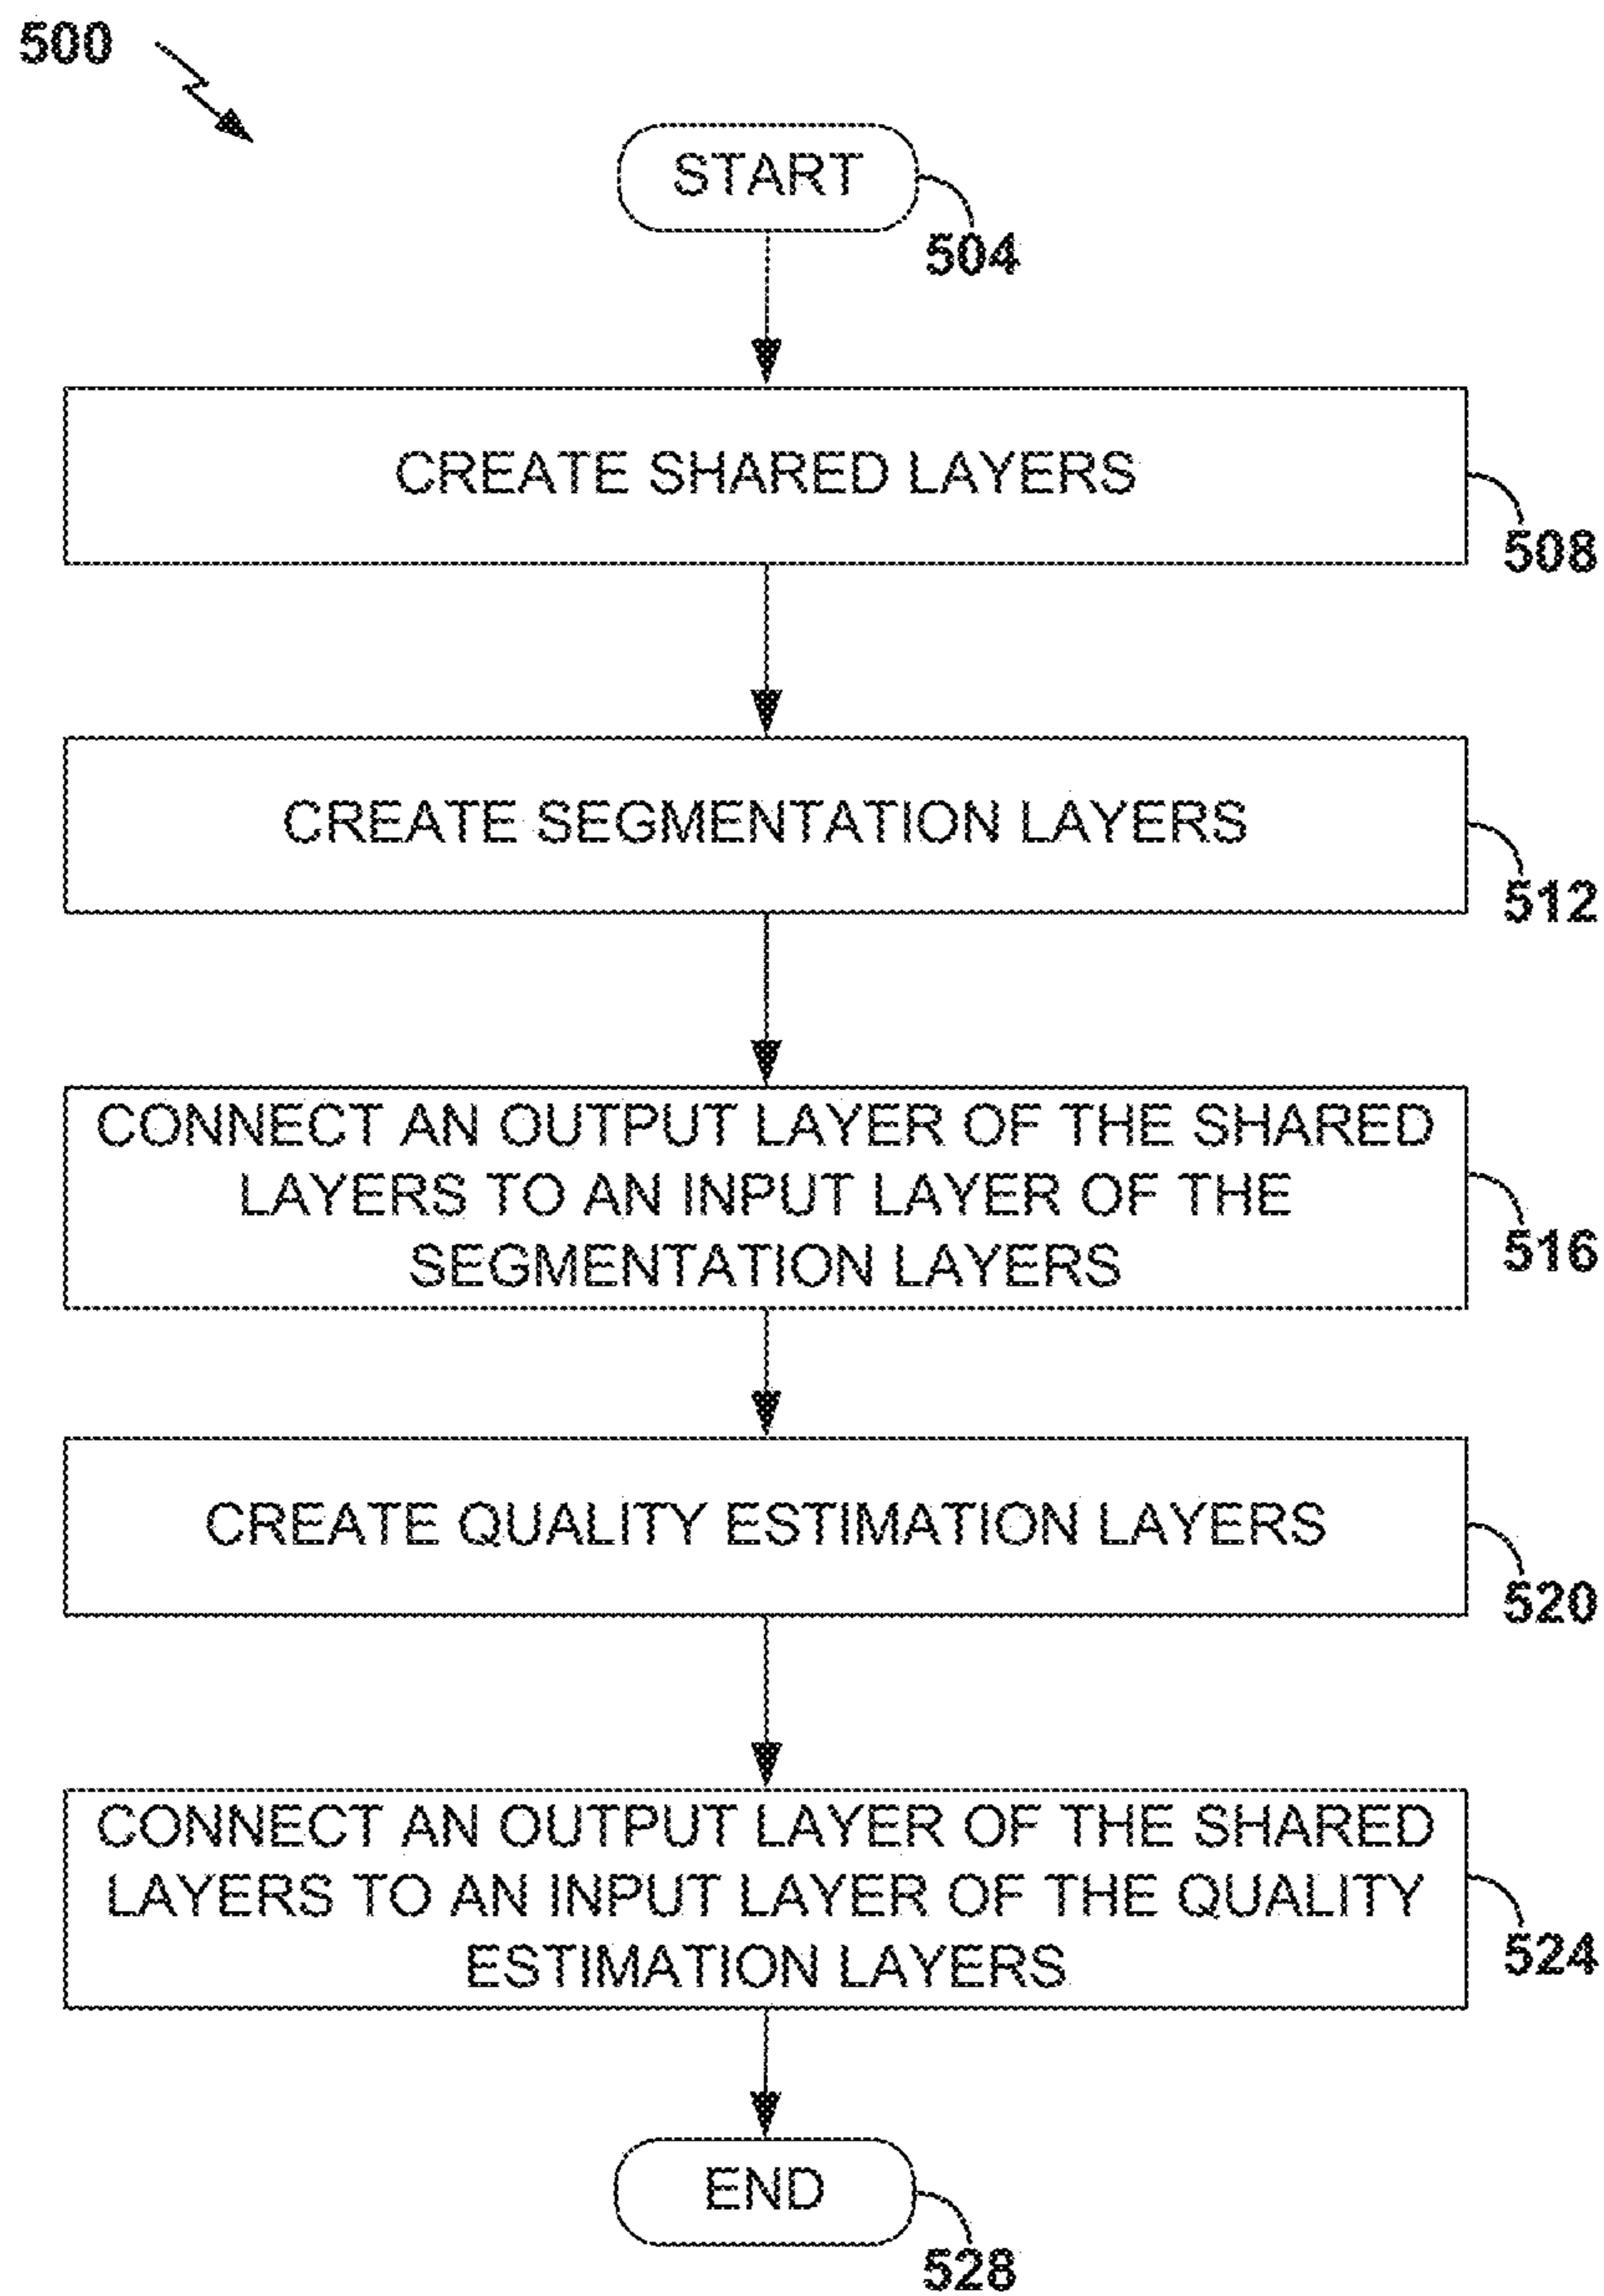 500
START
504
CREATE SHARED LAYERS
508
CREATE SEGMENTATION LAYERS
512
CONNECT AN OUTPUT LAYER OF THE SHARED
LAYERS TO AN INPUT LAYER OF THE
SEGMENTATION LAYERS
516
CREATE QUALITY ESTIMATION LAYERS
520
CONNECT AN OUTPUT LAYER OF THE SHARED
LAYERS TO AN INPUT LAYER OF THE QUALITY
ESTIMATION LAYERS
524
END
528